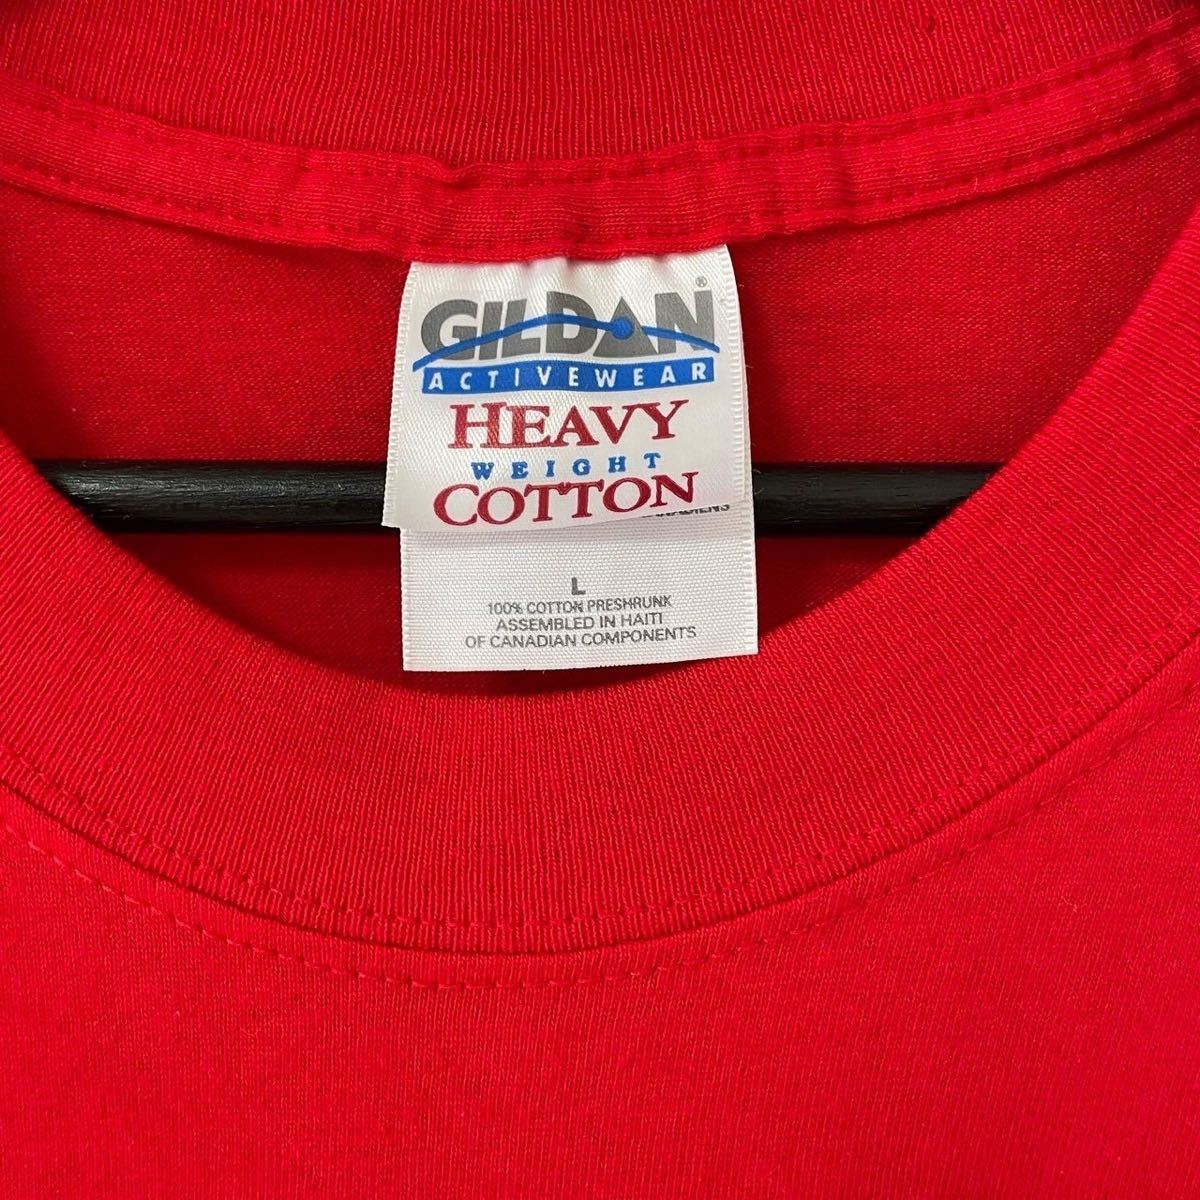 GILDAN®
ACTIVEWEAR
HEAVY
WEIGHT
COTTON
L
100% COTTON PRESHRUNK
ASSEMBLED IN HAITI
OF CANADIAN COMPONENTS